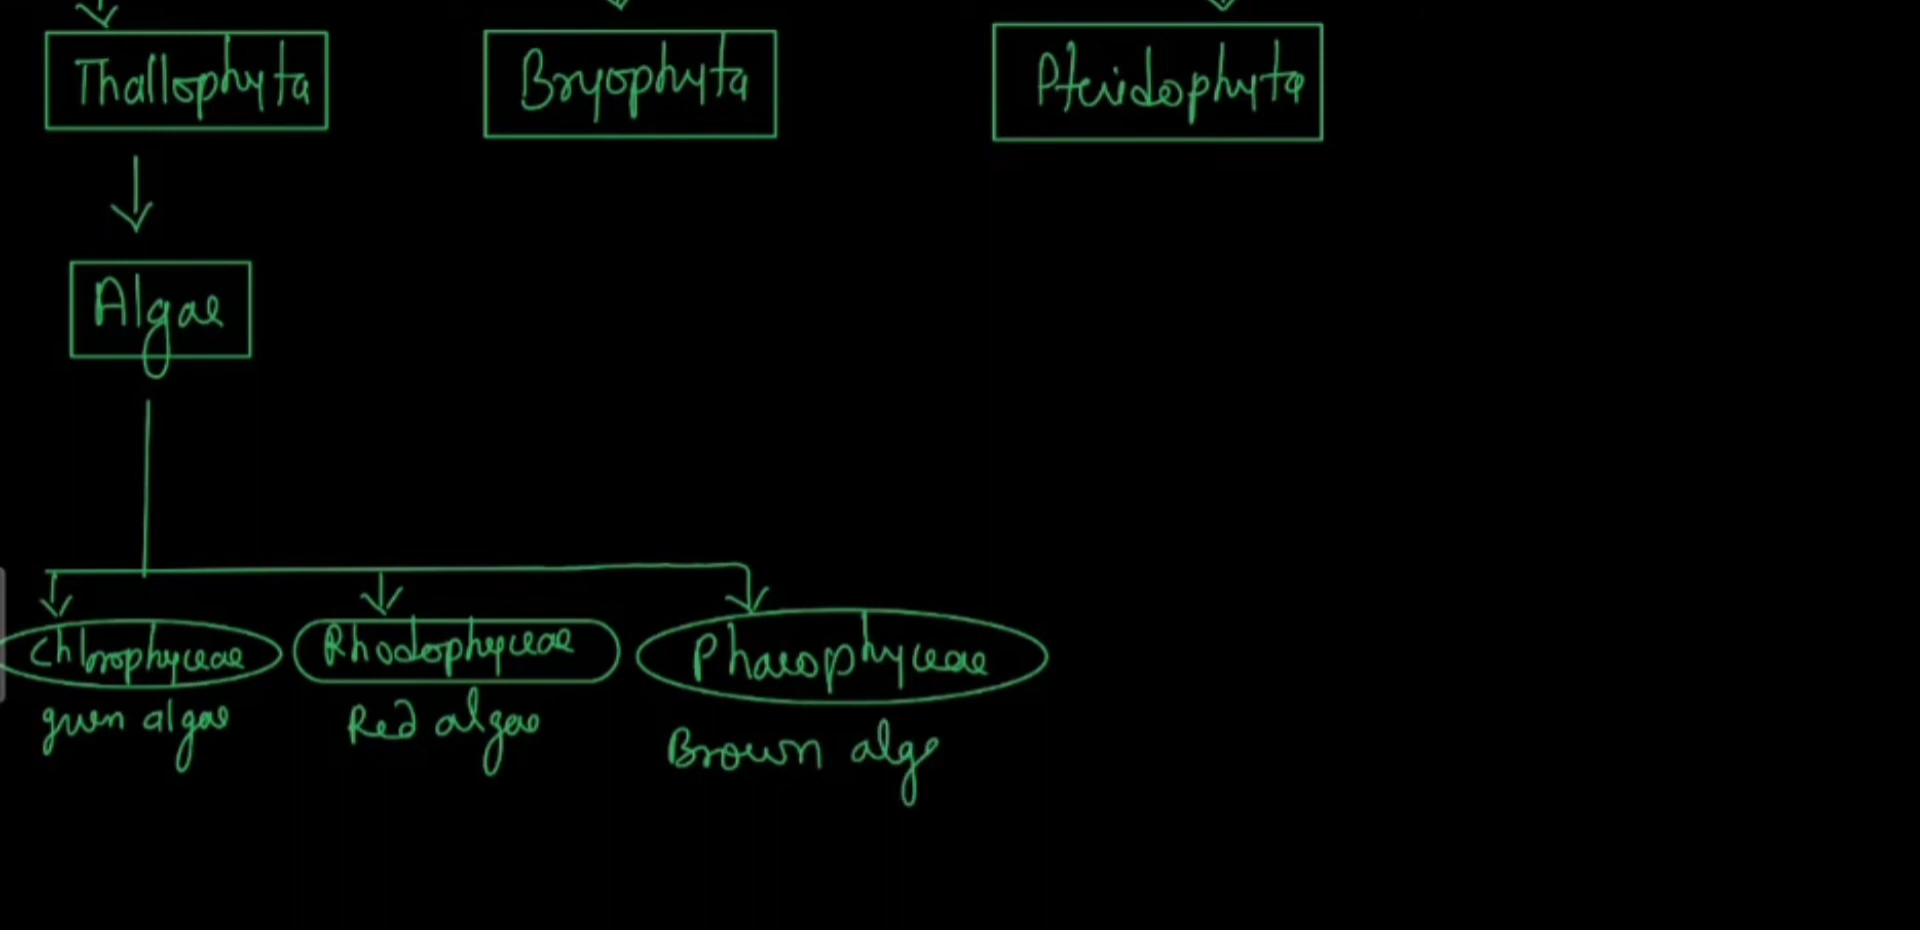 Thallophyta
Bryophyta
Pteridophyta
Algae
Chlorophyceae
Rhodophyceae
Phaeophyceae
green algae
Red algae
Brown alge